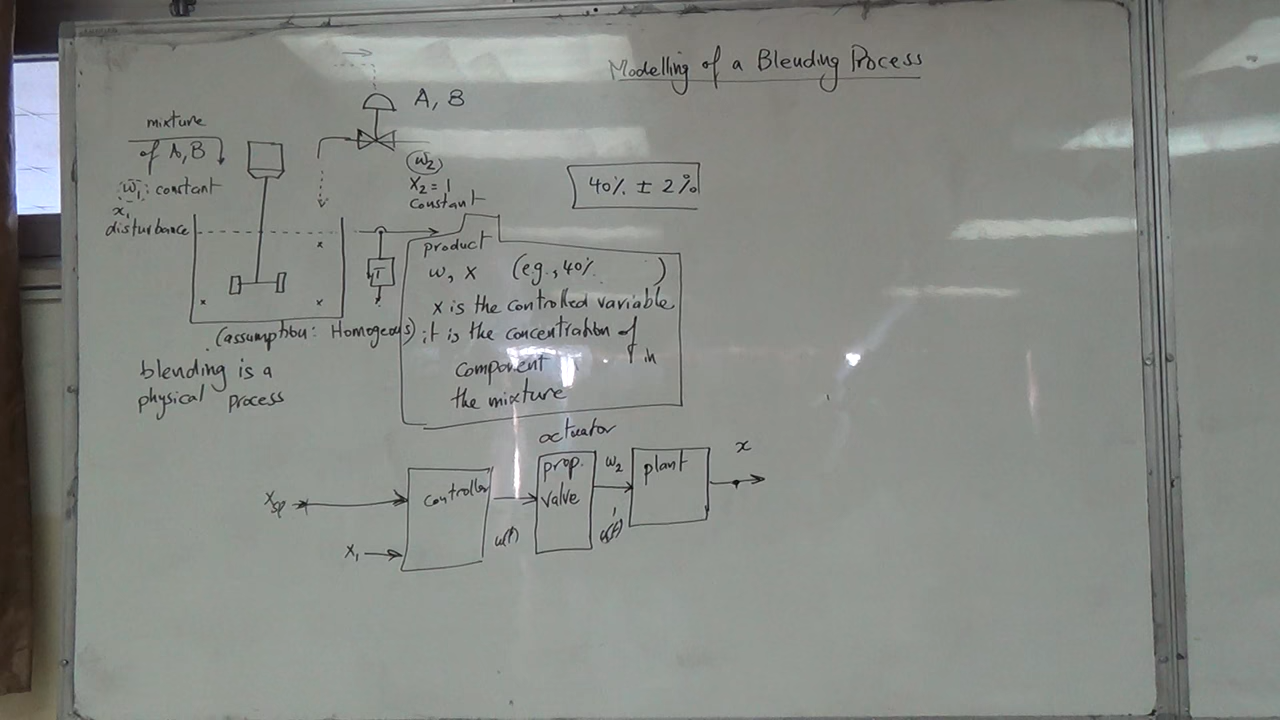 Modelling of a Blending Process
A, B
mixture
of A, B
w̄₁: constant
x₁
disturbance
w₂
x₂ = 1
constant
40% ± 2%
T
product
w, x (e.g., 40% )
x is the controlled variable
it is the concentration of
component in
the mixture
(assumption: Homogeous)
blending is a
physical process
actuator
x_sp
controller
u(t)
prop.
valve
w₂
u'(t)
plant
x
x₁